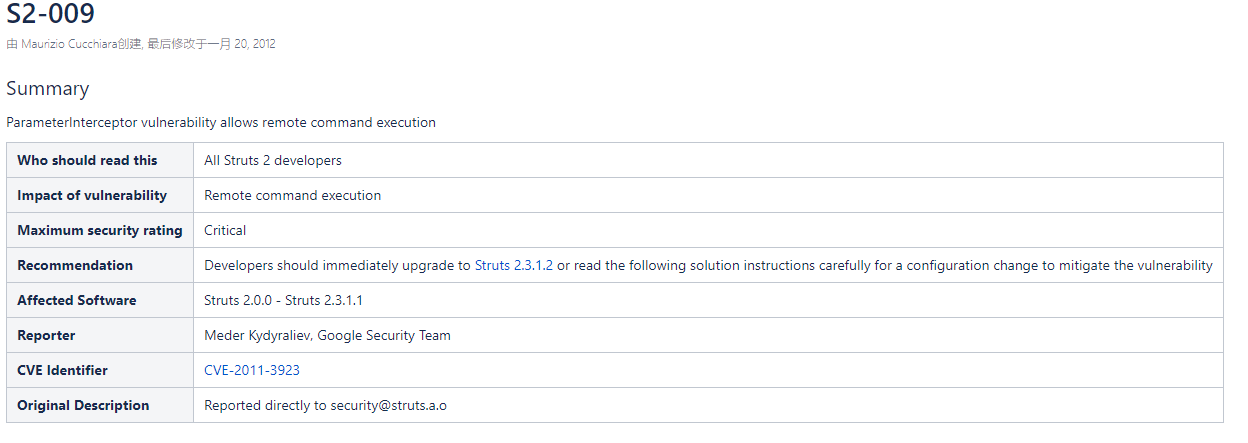 S2-009
由 Maurizio Cucchiara创建, 最后修改于一月 20, 2012
Summary
ParameterInterceptor vulnerability allows remote command execution
Who should read this All Struts 2 developers
Impact of vulnerability Remote command execution
Maximum security rating Critical
Recommendation Developers should immediately upgrade to Struts 2.3.1.2 or read the following solution instructions carefully for a configuration change to mitigate the vulnerability
Affected Software Struts 2.0.0 - Struts 2.3.1.1
Reporter Meder Kydyraliev, Google Security Team
CVE Identifier CVE-2011-3923
Original Description Reported directly to security@struts.a.o